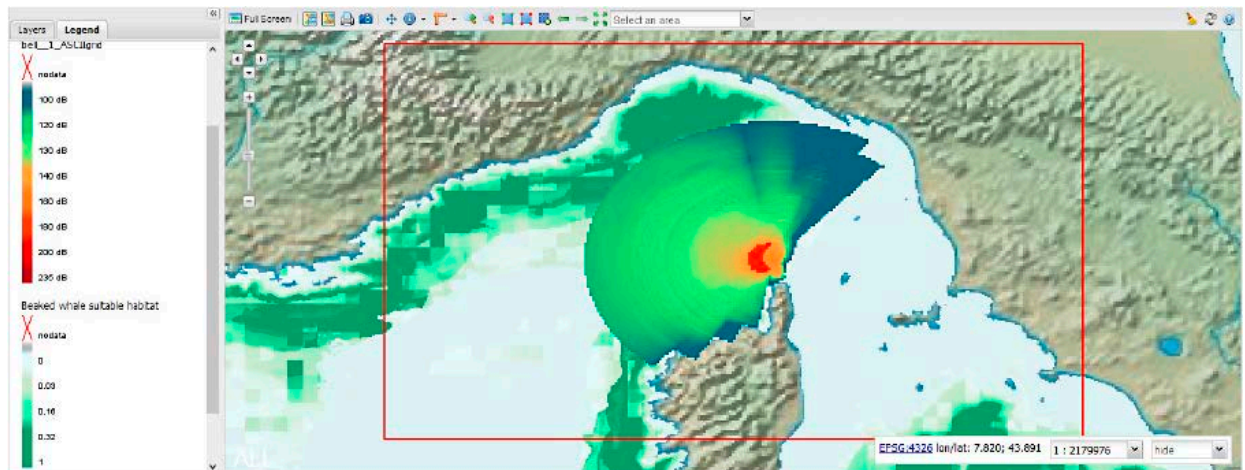 Full Screen
Select an area
Layers Legend
bell__1_ASCIIgrid
nodata
100 dB
120 dB
130 dB
140 dB
180 dB
190 dB
200 dB
235 dB
Beaked whale suitable habitat
nodata
0
0.03
0.16
0.32
1
EPSG:4326 lon/lat: 7.820; 43.891 1 : 2179976 hide